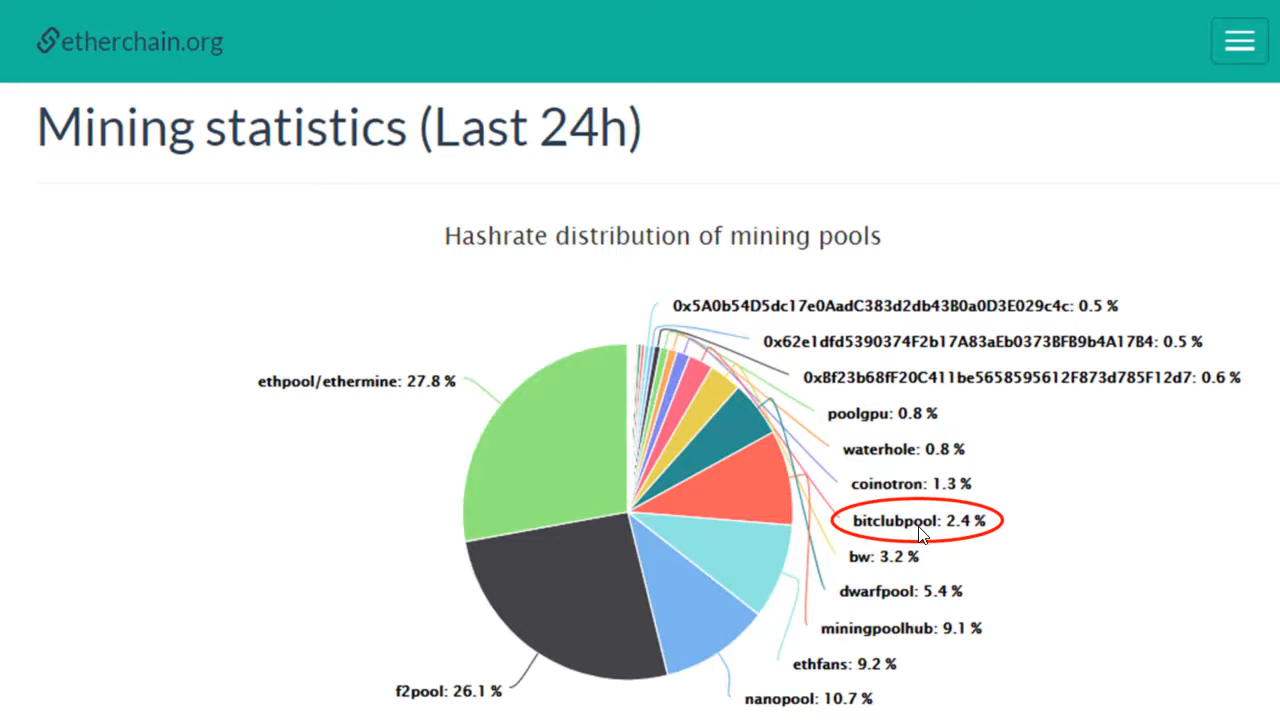 etherchain.org
Mining statistics (Last 24h)
Hashrate distribution of mining pools
0x5A0b54D5dc17e0AadC383d2db43B0a0D3E029c4c: 0.5 %
0x62e1dfd5390374F2b17A83aEb0373BFB9b4A17B4: 0.5 %
0xBf23b68fF20C411be5658595612F873d785F12d7: 0.6 %
ethpool/ethermine: 27.8 %
poolgpu: 0.8 %
waterhole: 0.8 %
coinotron: 1.3 %
bitclubpool: 2.4 %
bw: 3.2 %
dwarfpool: 5.4 %
miningpoolhub: 9.1 %
ethfans: 9.2 %
f2pool: 26.1 %
nanopool: 10.7 %